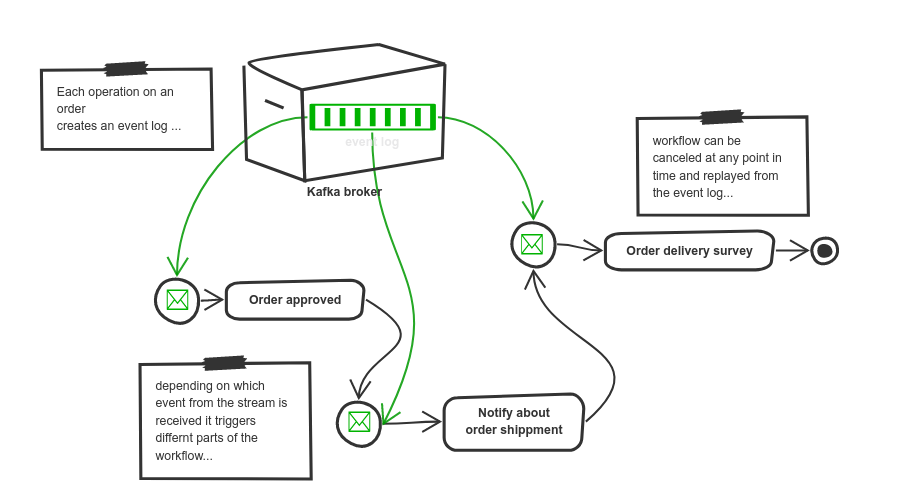 Each operation on an
order
creates an event log ...
event log
Kafka broker
workflow can be
canceled at any point in
time and replayed from
the event log...
Order delivery survey
Order approved
depending on which
event from the stream is
received it triggers
differnt parts of the
workflow...
Notify about
order shippment